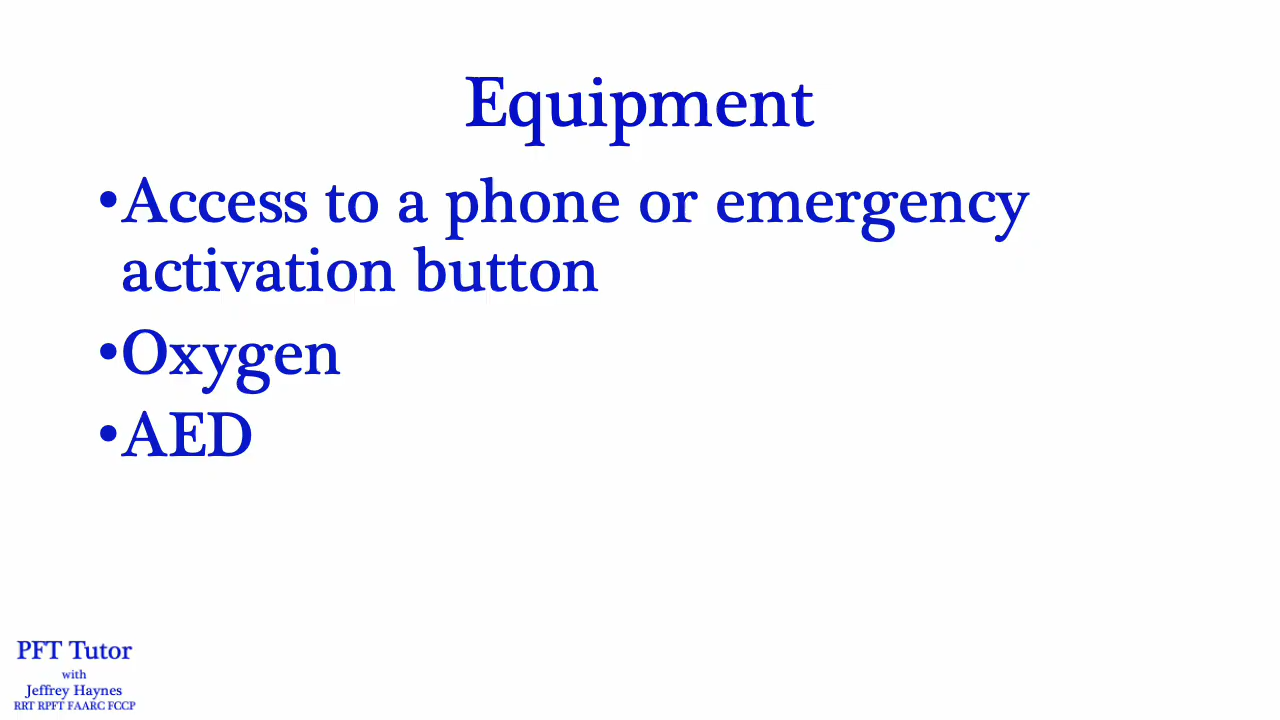 Equipment
•Access to a phone or emergency
activation button
•Oxygen
•AED
PFT Tutor
with
Jeffrey Haynes
RRT RPFT FAARC FCCP